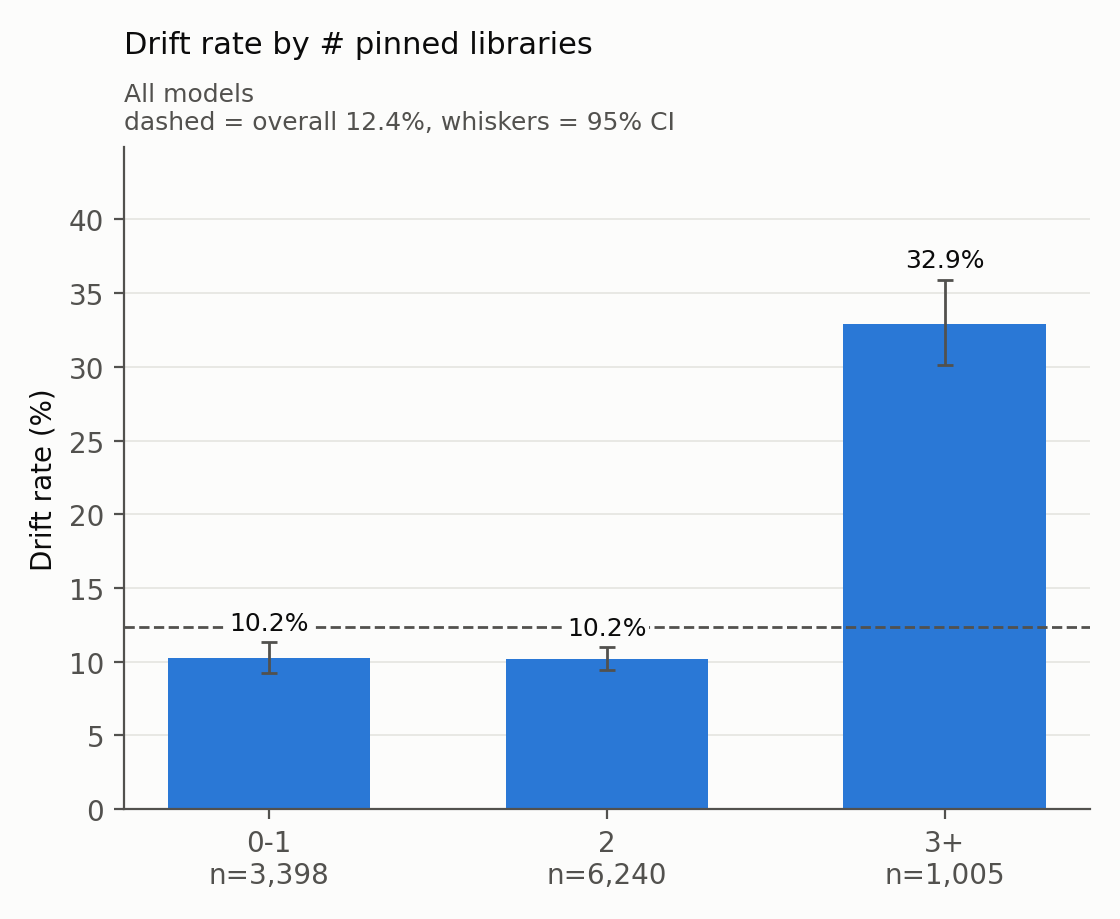 Drift rate by # pinned libraries
All models
dashed = overall 12.4%, whiskers = 95% CI
Drift rate (%)
40
35
30
25
20
15
10
5
0
10.2%
10.2%
32.9%
0-1
n=3,398
2
n=6,240
3+
n=1,005